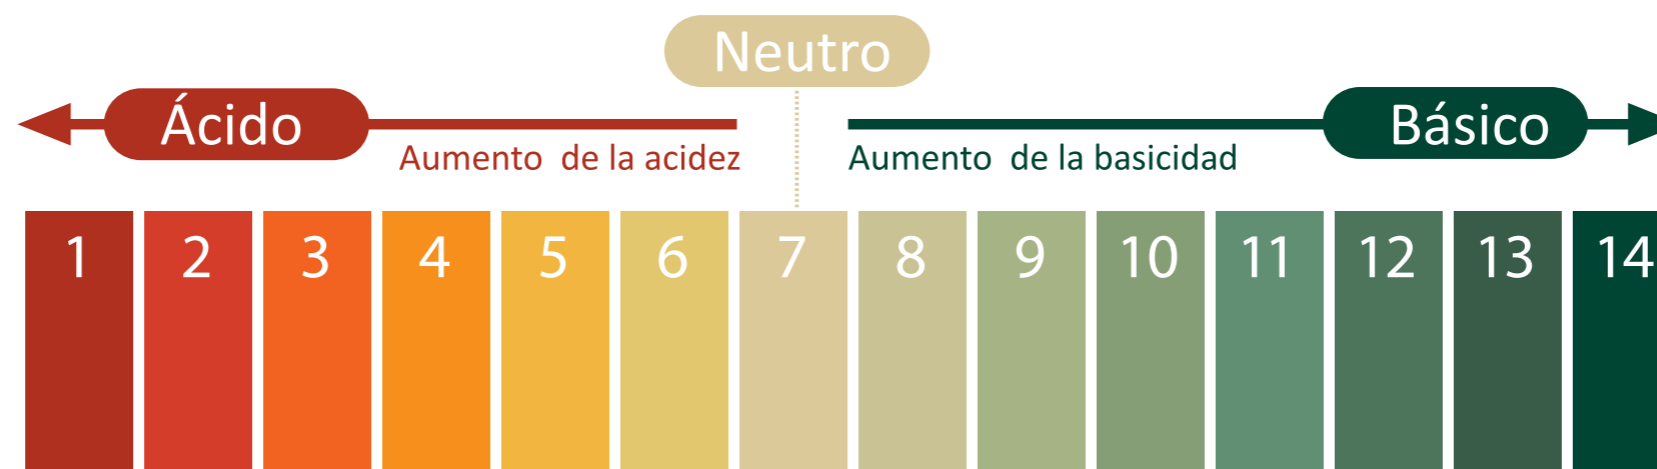 Neutro
Ácido
Básico
Aumento de la acidez
Aumento de la basicidad
1 2 3 4 5 6 7 8 9 10 11 12 13 14